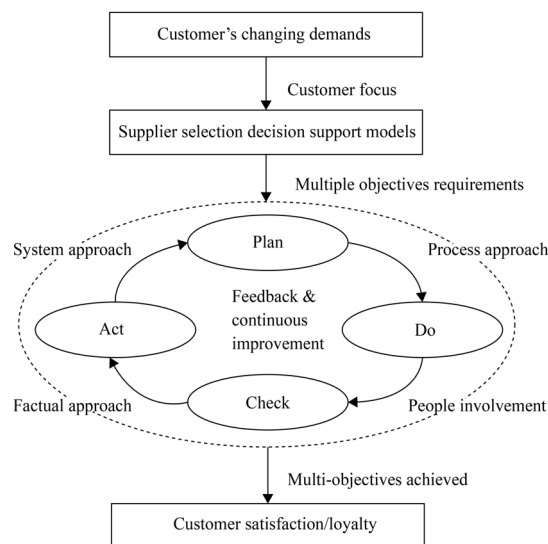 Customer’s changing demands
Customer focus
Supplier selection decision support models
Multiple objectives requirements
Plan
System approach
Process approach
Feedback &
continuous
improvement
Act
Do
Check
Factual approach
People involvement
Multi-objectives achieved
Customer satisfaction/loyalty